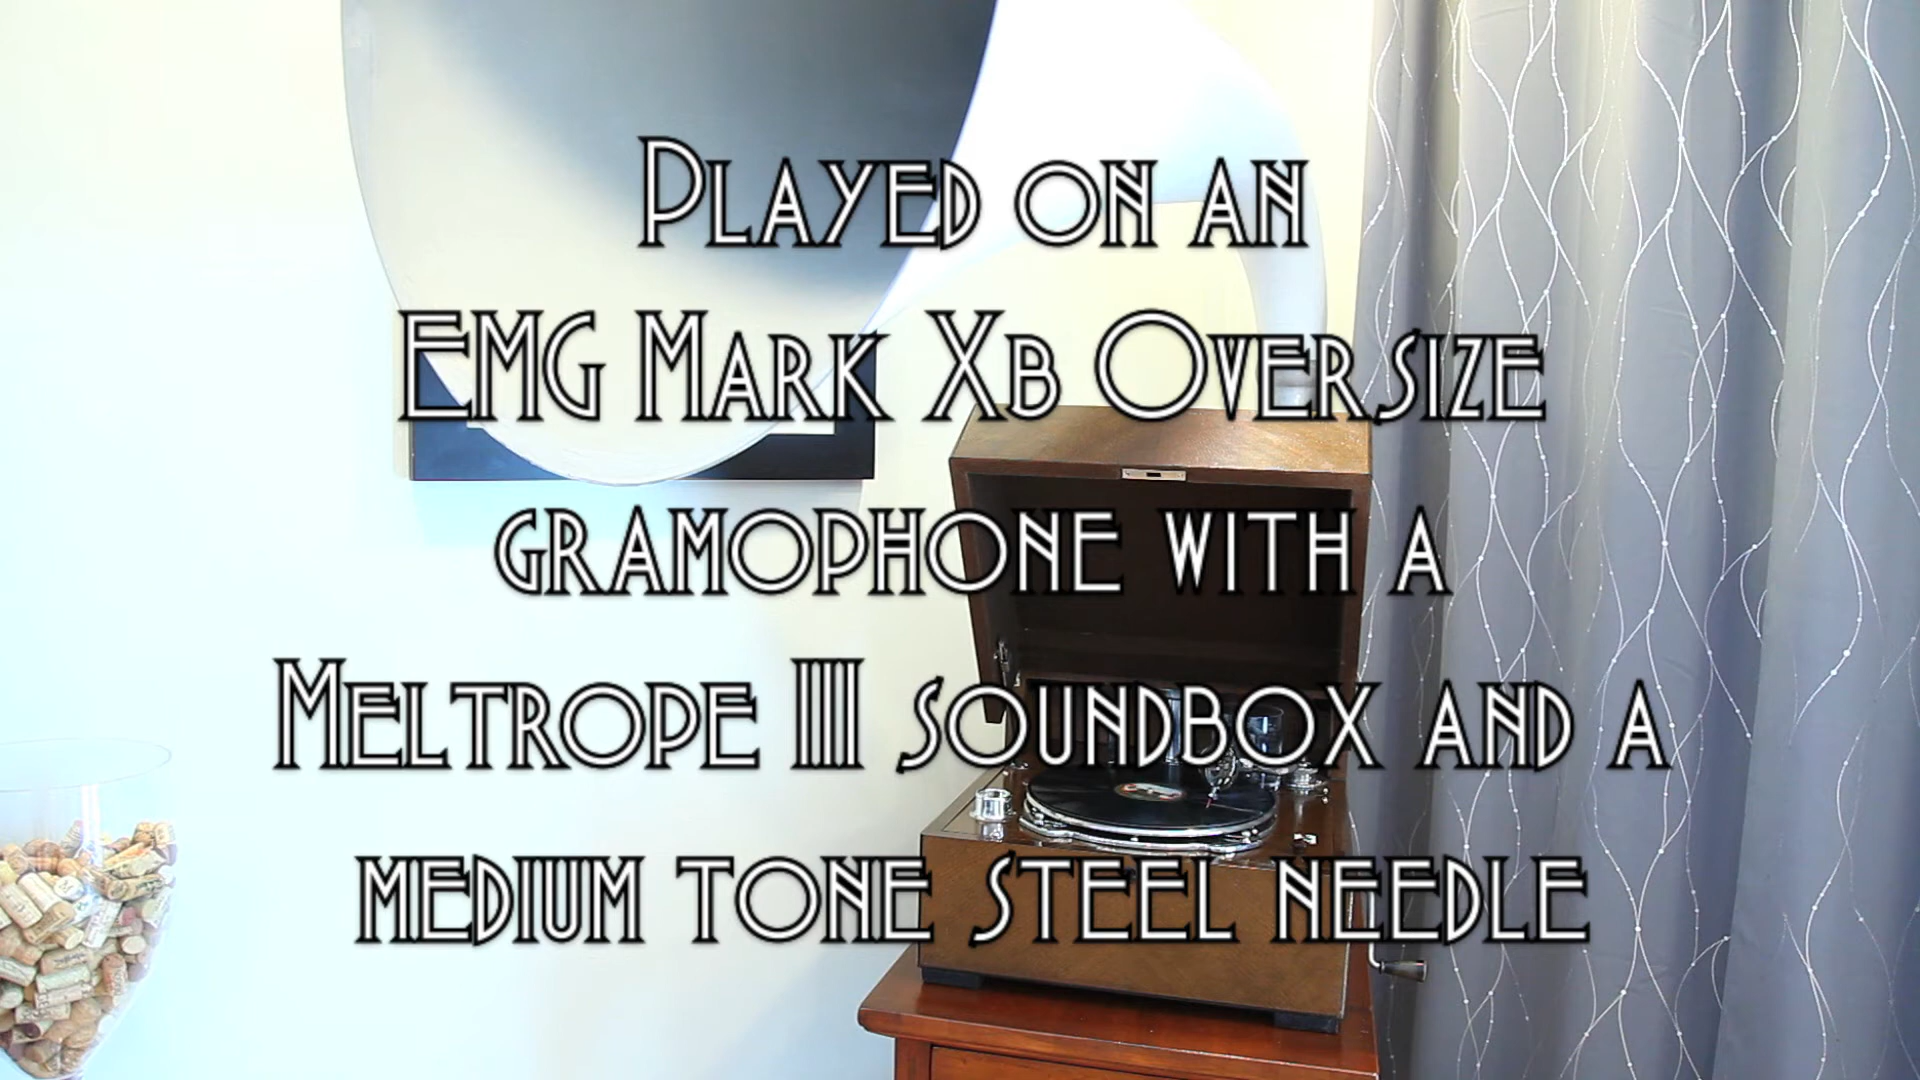 Played on an
EMG Mark Xb Oversize
gramophone with a
Meltrope III soundbox and a
medium tone steel needle